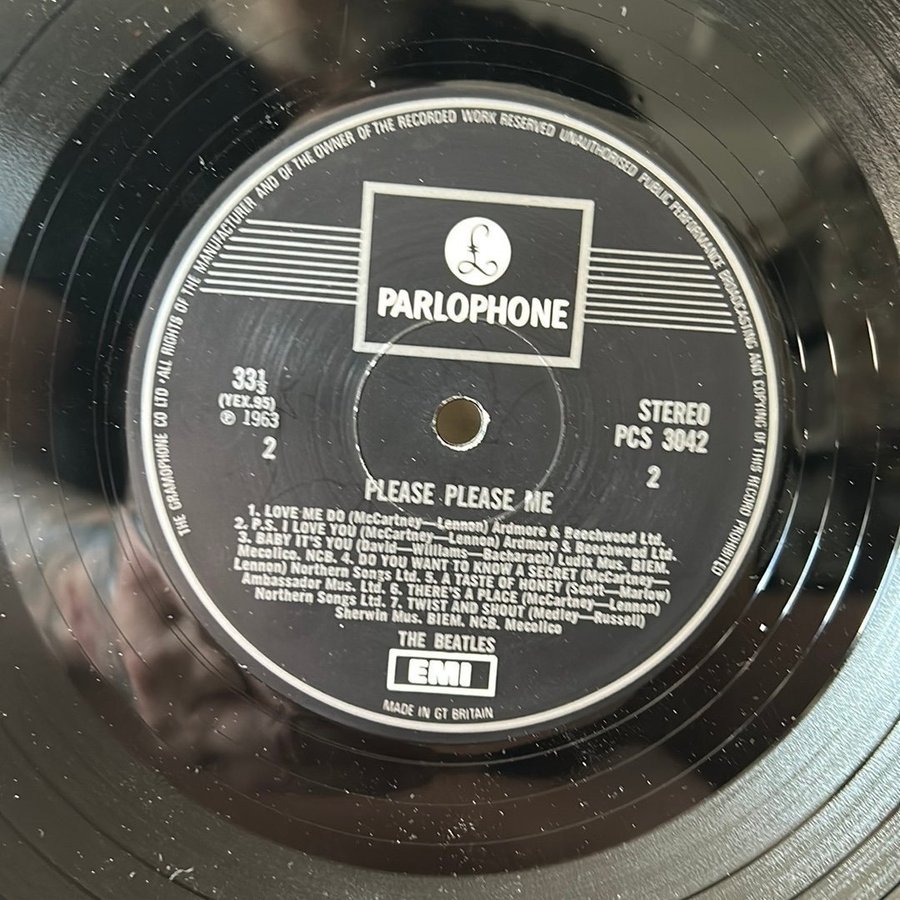 THE GRAMOPHONE CO LTD • ALL RIGHTS OF THE MANUFACTURER AND OF THE OWNER OF THE RECORDED WORK RESERVED UNAUTHORISED PUBLIC PERFORMANCE BROADCASTING AND COPYING OF THIS RECORD PROHIBITED
£
PARLOPHONE
33⅓
(YEX.95)
℗ 1963
2
STEREO
PCS 3042
2
PLEASE PLEASE ME
1. LOVE ME DO (McCartney—Lennon) Ardmore & Beechwood Ltd.
2. P.S. I LOVE YOU (McCartney—Lennon) Ardmore & Beechwood Ltd.
3. BABY IT'S YOU (David—Williams—Bacharach) Ludix Mus. BIEM.
Mecolico. NCB. 4. DO YOU WANT TO KNOW A SECRET (McCartney—
Lennon) Northern Songs Ltd. 5. A TASTE OF HONEY (Scott—Marlow)
Ambassador Mus. Ltd. 6. THERE'S A PLACE (McCartney—Lennon)
Northern Songs Ltd. 7. TWIST AND SHOUT (Medley—Russell)
Sherwin Mus. BIEM. NCB. Mecolico
THE BEATLES
EMI
MADE IN GT BRITAIN